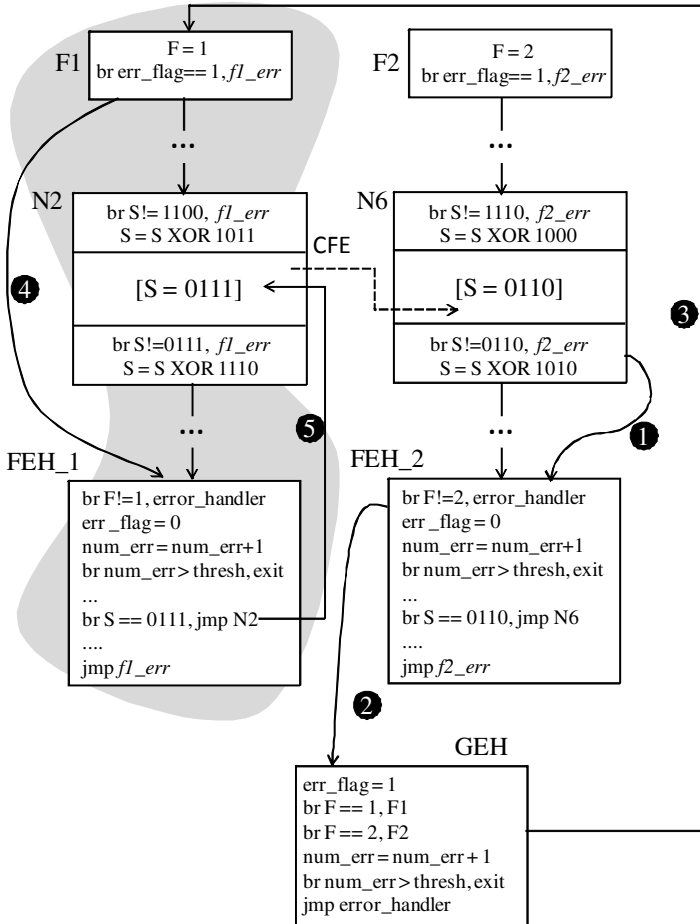 F1
F = 1
br err_flag== 1, f1_err
F2
F = 2
br err_flag== 1, f2_err
...
...
N2
br S!= 1100, f1_err
S = S XOR 1011
[S = 0111]
br S!=0111, f1_err
S = S XOR 1110
CFE
N6
br S!= 1110, f2_err
S = S XOR 1000
[S = 0110]
br S!=0110, f2_err
S = S XOR 1010
4
3
5
1
...
...
FEH_1
br F!=1, error_handler
err_flag = 0
num_err= num_err+1
br num_err> thresh, exit
...
br S == 0111, jmp N2
....
jmp f1_err
FEH_2
br F!=2, error_handler
err_flag = 0
num_err= num_err+1
br num_err> thresh, exit
...
br S == 0110, jmp N6
....
jmp f2_err
2
GEH
err_flag = 1
br F == 1, F1
br F == 2, F2
num_err= num_err + 1
br num_err> thresh, exit
jmp error_handler